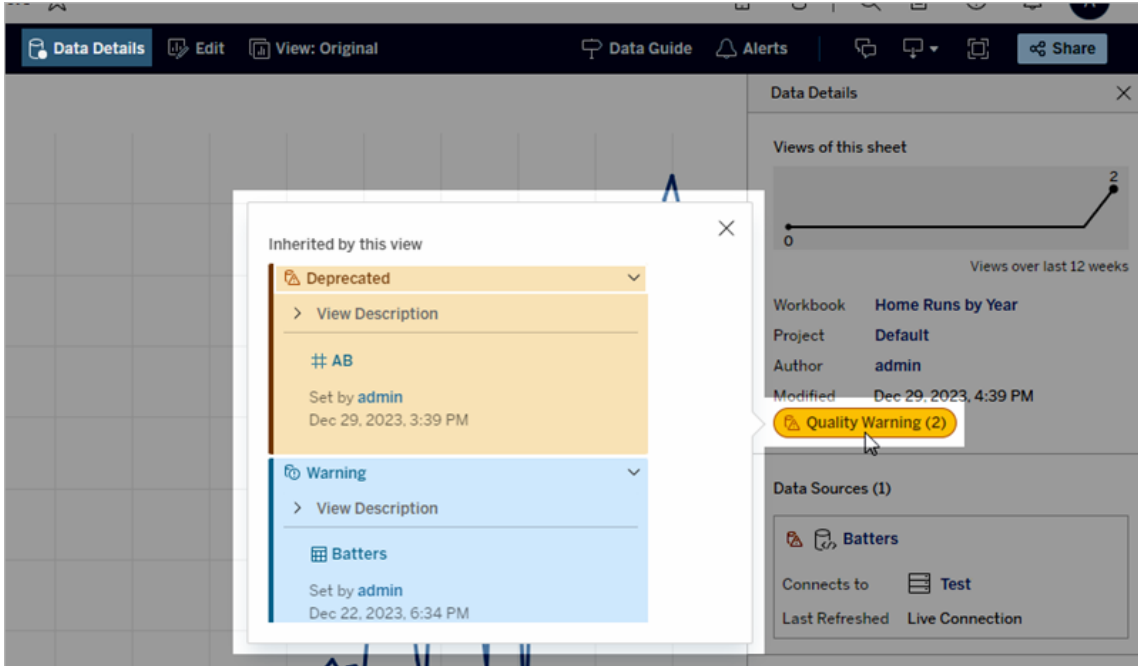 Data Details
Edit
View: Original
Data Guide
Alerts
Share
Data Details
Views of this sheet
2
0
Views over last 12 weeks
Workbook Home Runs by Year
Project Default
Author admin
Modified Dec 29, 2023, 4:39 PM
Quality Warning (2)
Data Sources (1)
Batters
Connects to Test
Last Refreshed Live Connection
Inherited by this view
Deprecated
View Description
AB
Set by admin
Dec 29, 2023, 3:39 PM
Warning
View Description
Batters
Set by admin
Dec 22, 2023, 6:34 PM